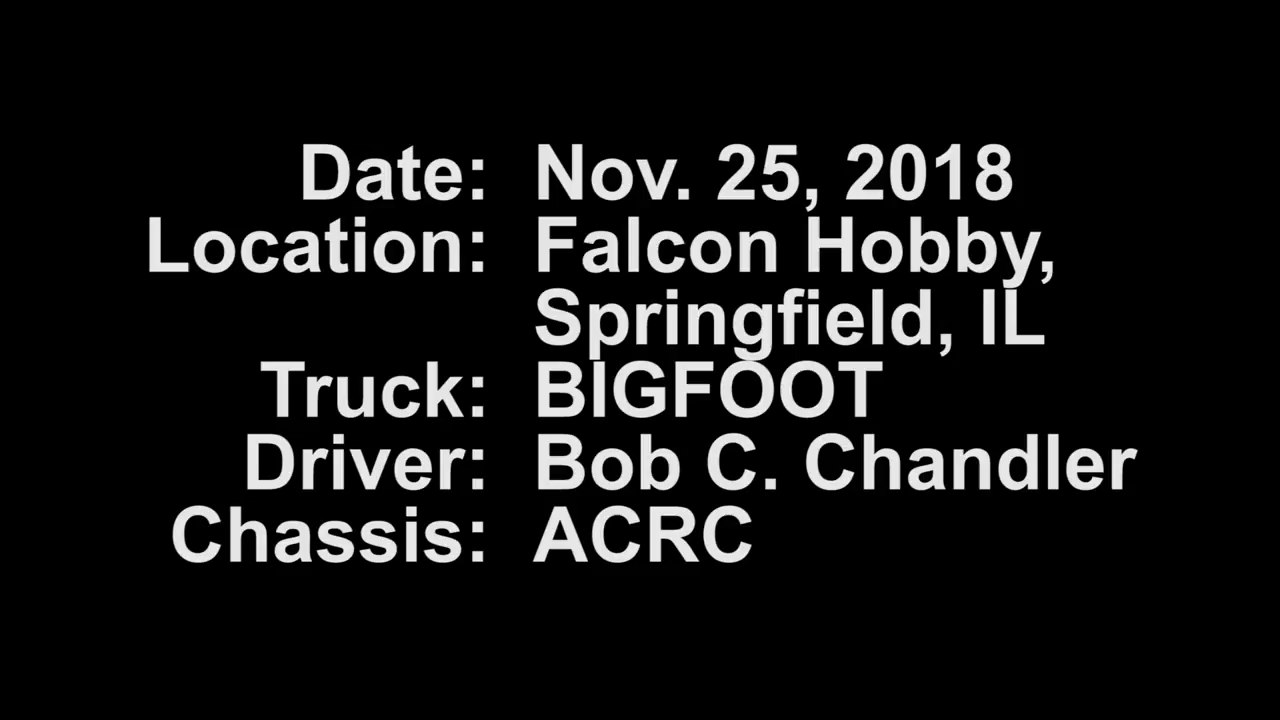 Date: Nov. 25, 2018
Location: Falcon Hobby,
Springfield, IL
Truck: BIGFOOT
Driver: Bob C. Chandler
Chassis: ACRC